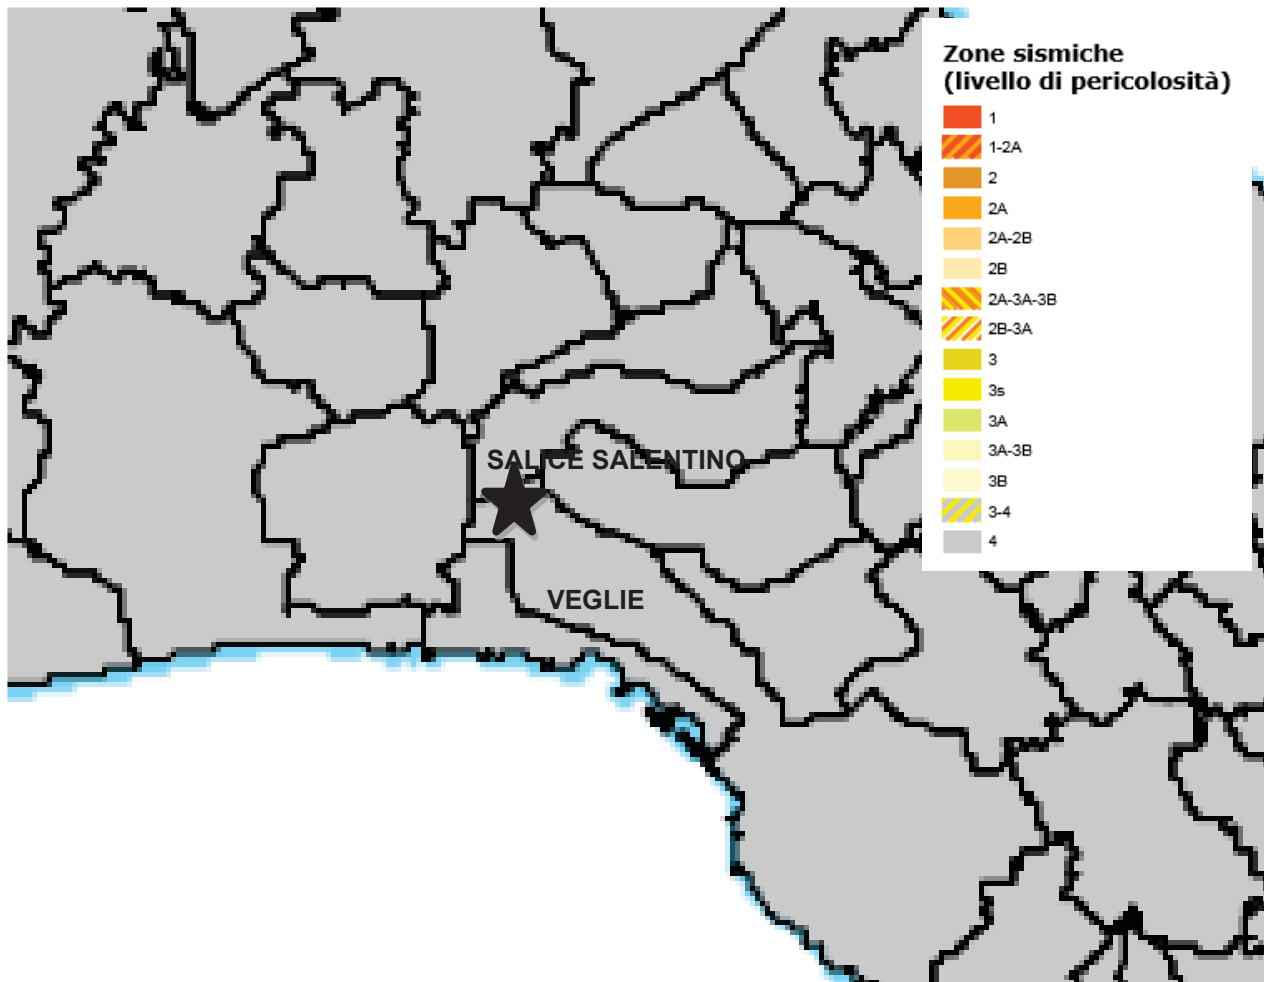 Zone sismiche
(livello di pericolosità)
1
1-2A
2
2A
2A-2B
2B
2A-3A-3B
2B-3A
3
3s
3A
3A-3B
3B
3-4
4
SALICE SALENTINO
VEGLIE